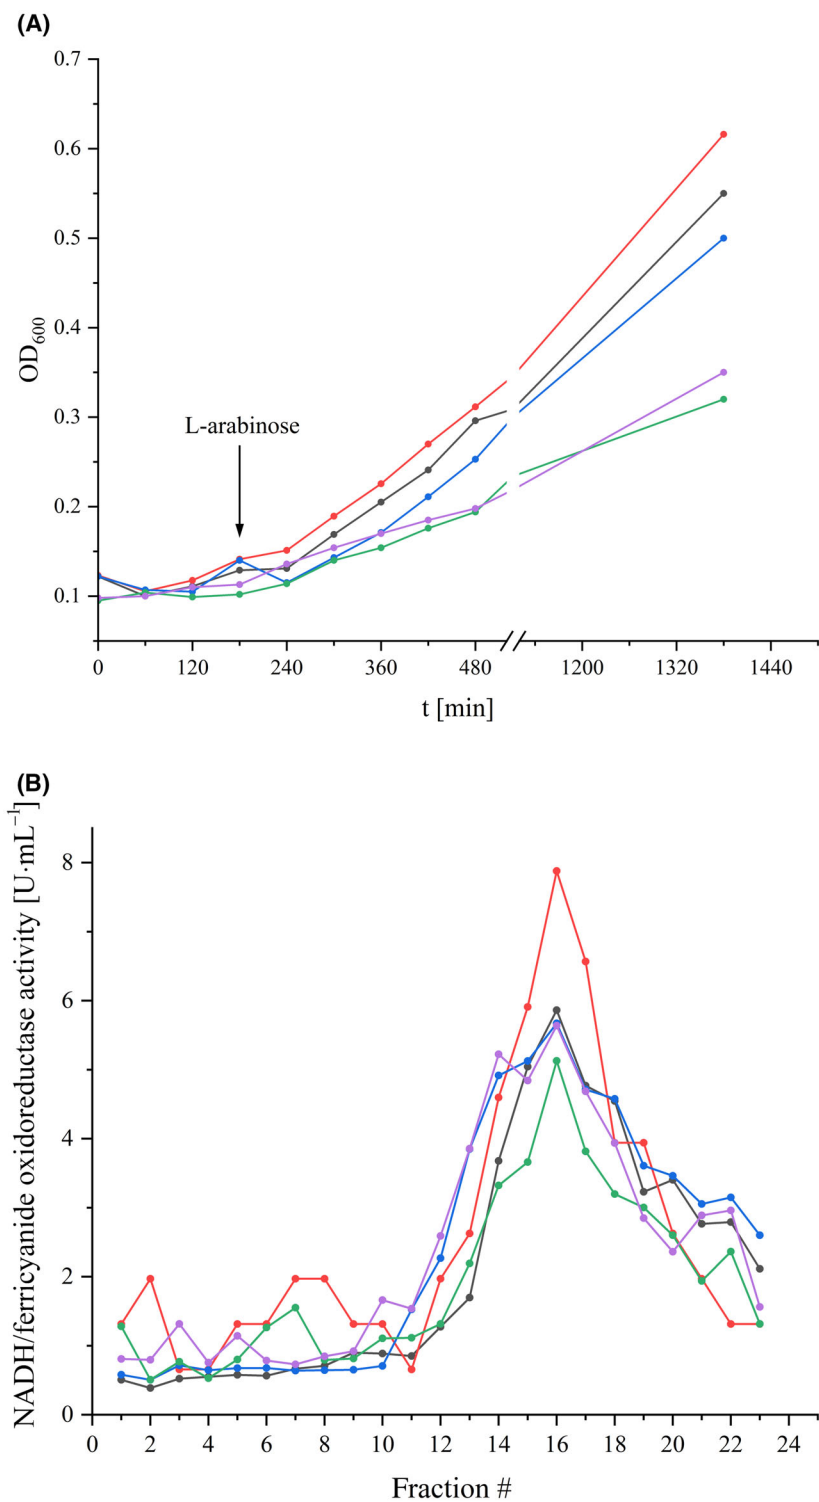 (A)
0.7
0.6
0.5
0.4
0.3
0.2
0.1
OD₆₀₀
L-arabinose
0 120 240 360 480 1200 1320 1440
t [min]
(B)
NADH/ferricyanide oxidoreductase activity [U·mL⁻¹]
8
6
4
2
0
0 2 4 6 8 10 12 14 16 18 20 22 24
Fraction #